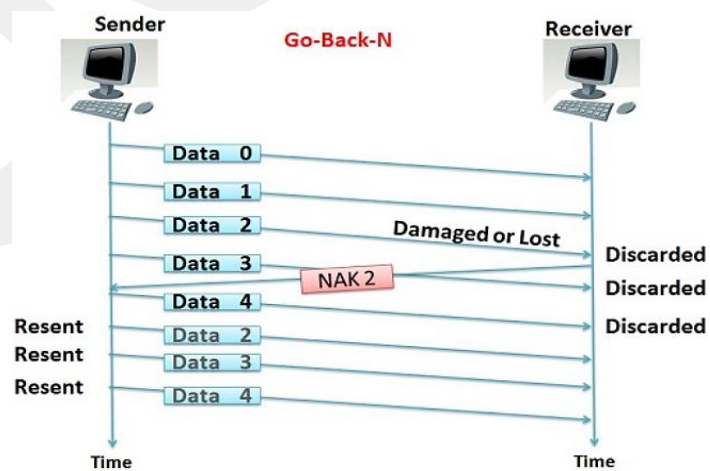 Sender
Go-Back-N
Receiver
Data 0
Data 1
Data 2
Damaged or Lost
Discarded
Data 3
NAK 2
Discarded
Data 4
Discarded
Resent
Data 2
Resent
Data 3
Resent
Data 4
Time
Time